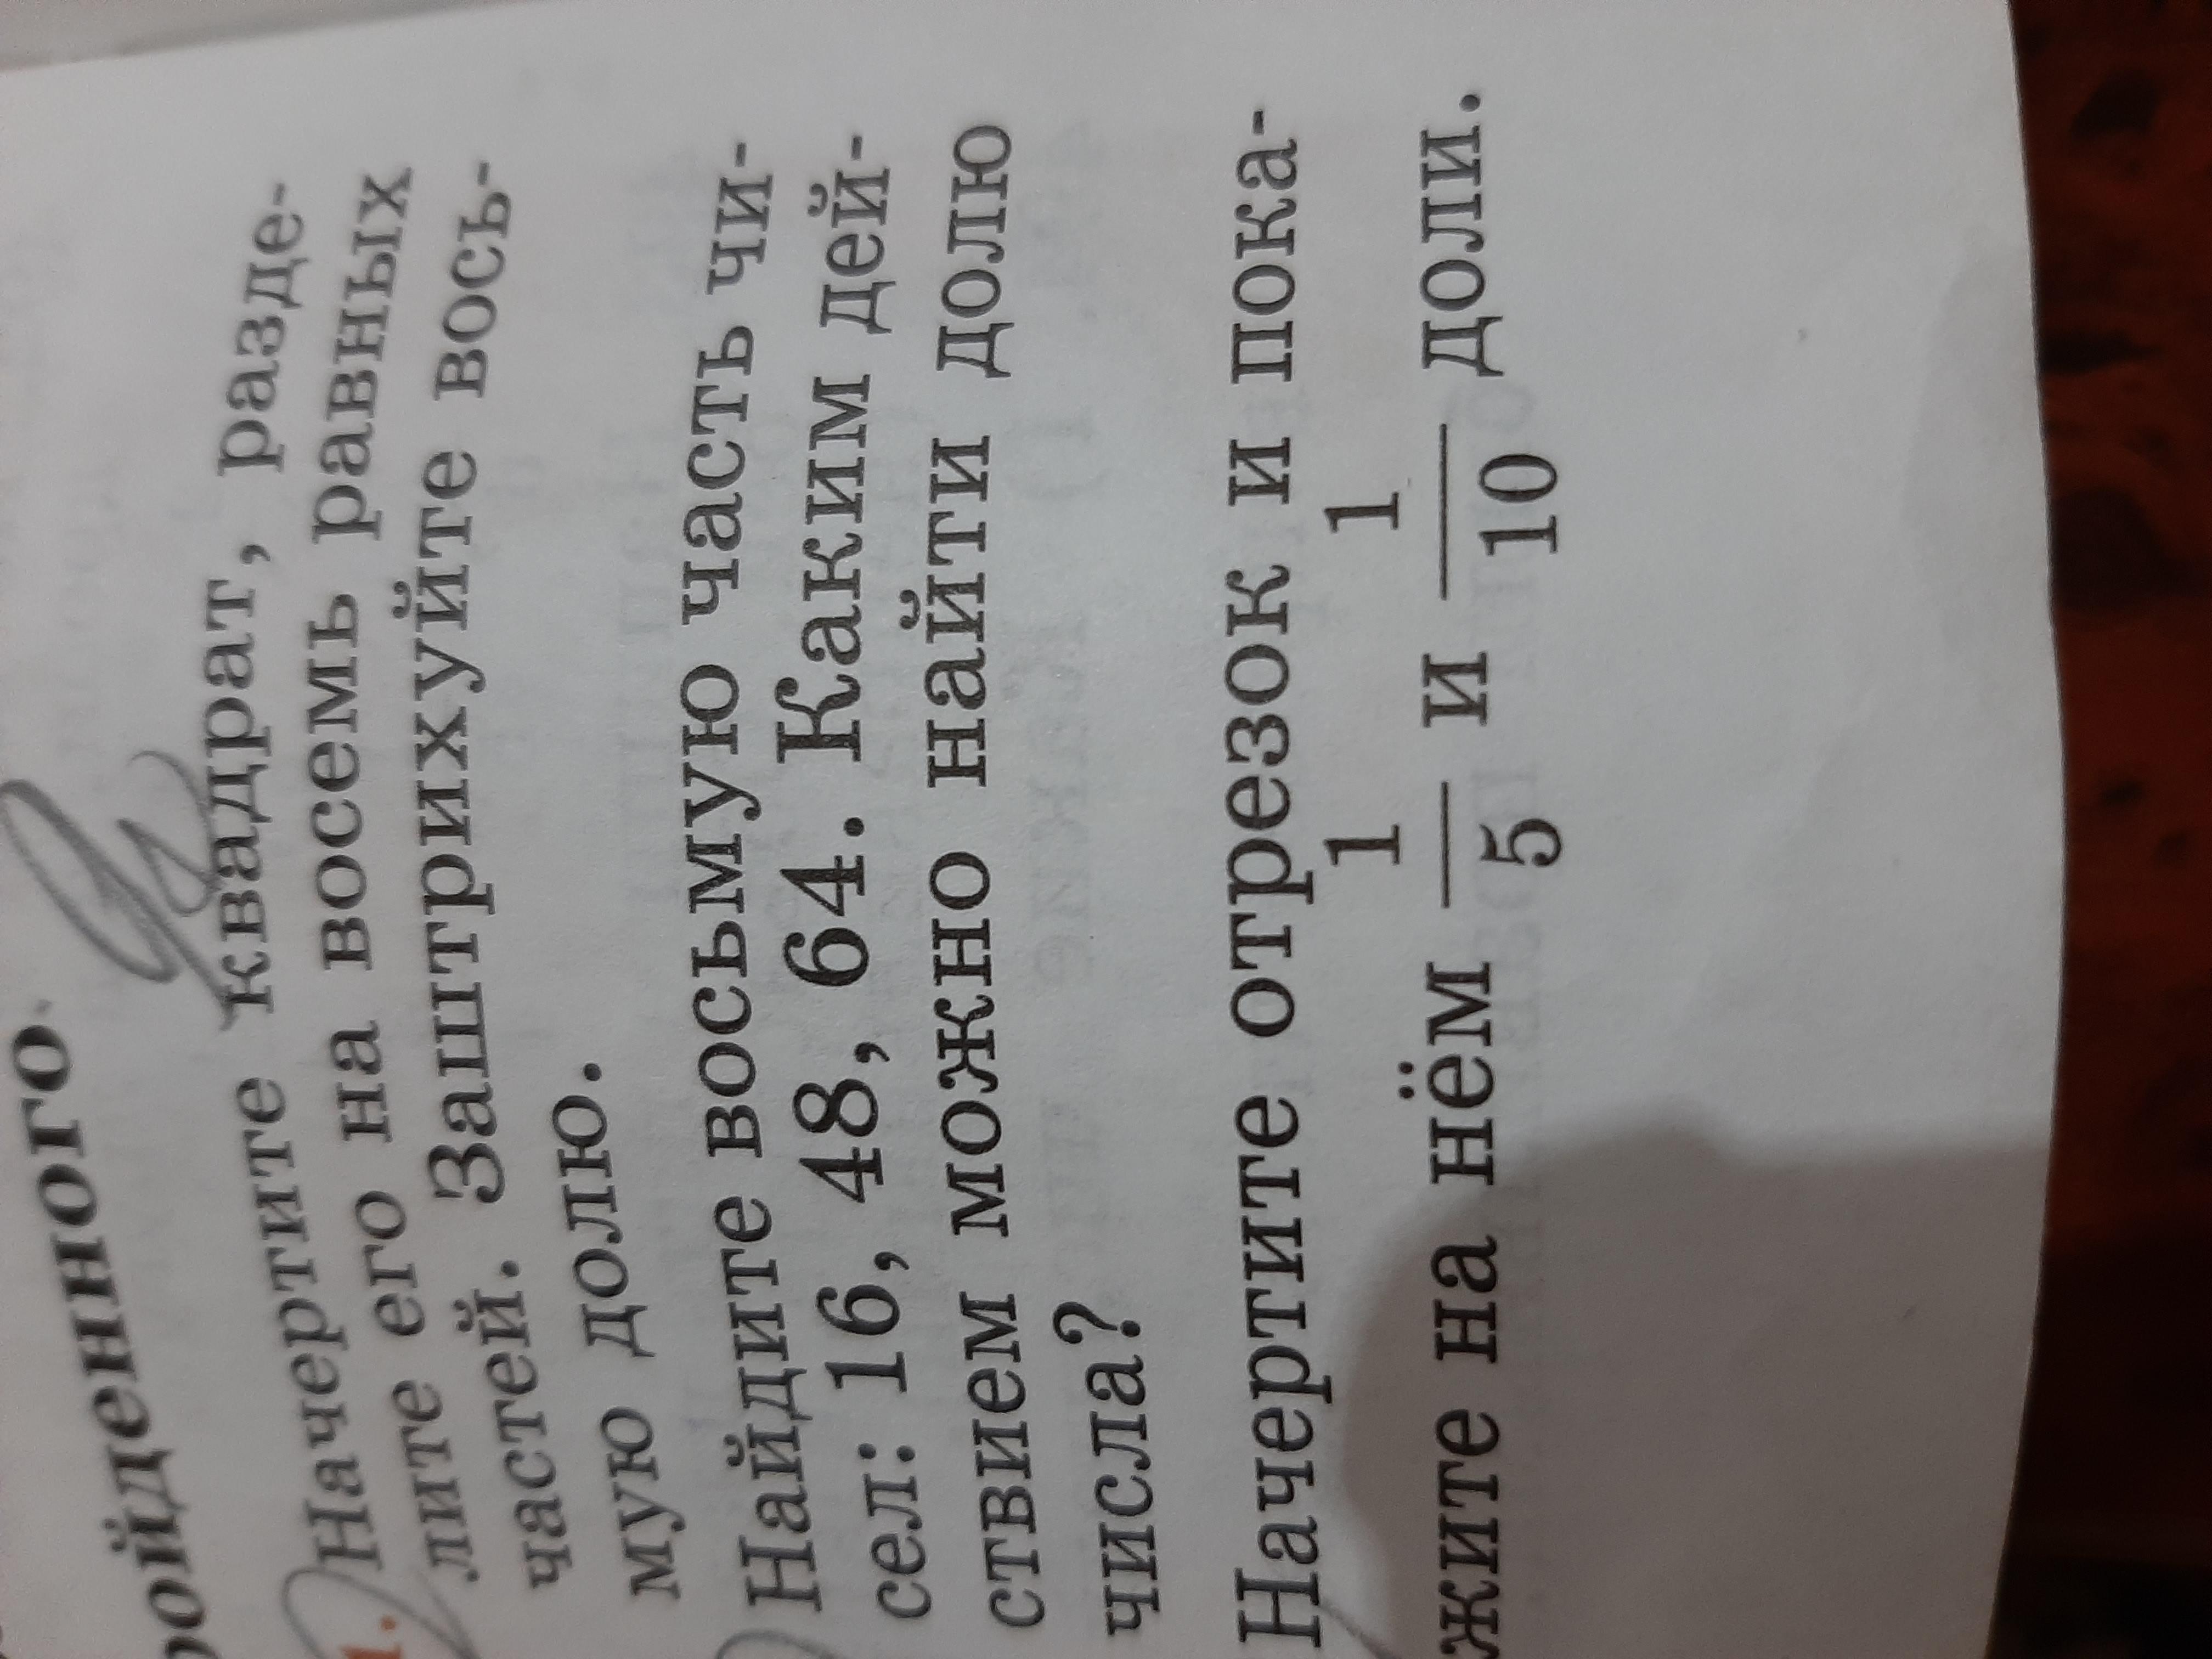 ройденного
1. Начертите квадрат, разде-
лите его на восемь равных
частей. Заштрихуйте вось-
мую долю.
Найдите восьмую часть чи-
сел: 16, 48, 64. Каким дей-
ствием можно найти долю
числа?
Начертите отрезок и пока-
жите на нём 1/5 и 1/10 доли.